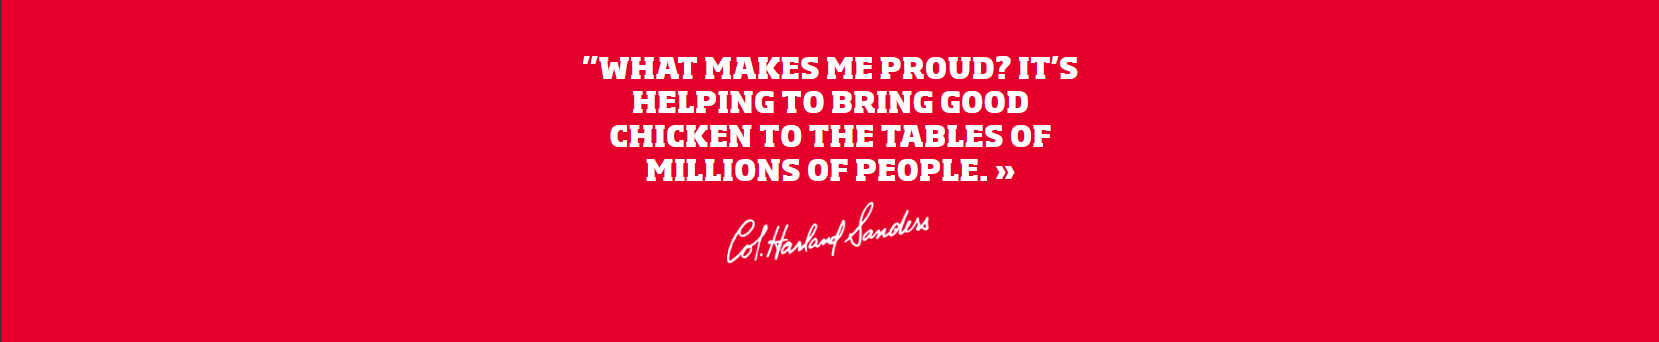 "WHAT MAKES ME PROUD? IT'S
HELPING TO BRING GOOD
CHICKEN TO THE TABLES OF
MILLIONS OF PEOPLE. »
Col. Harland Sanders